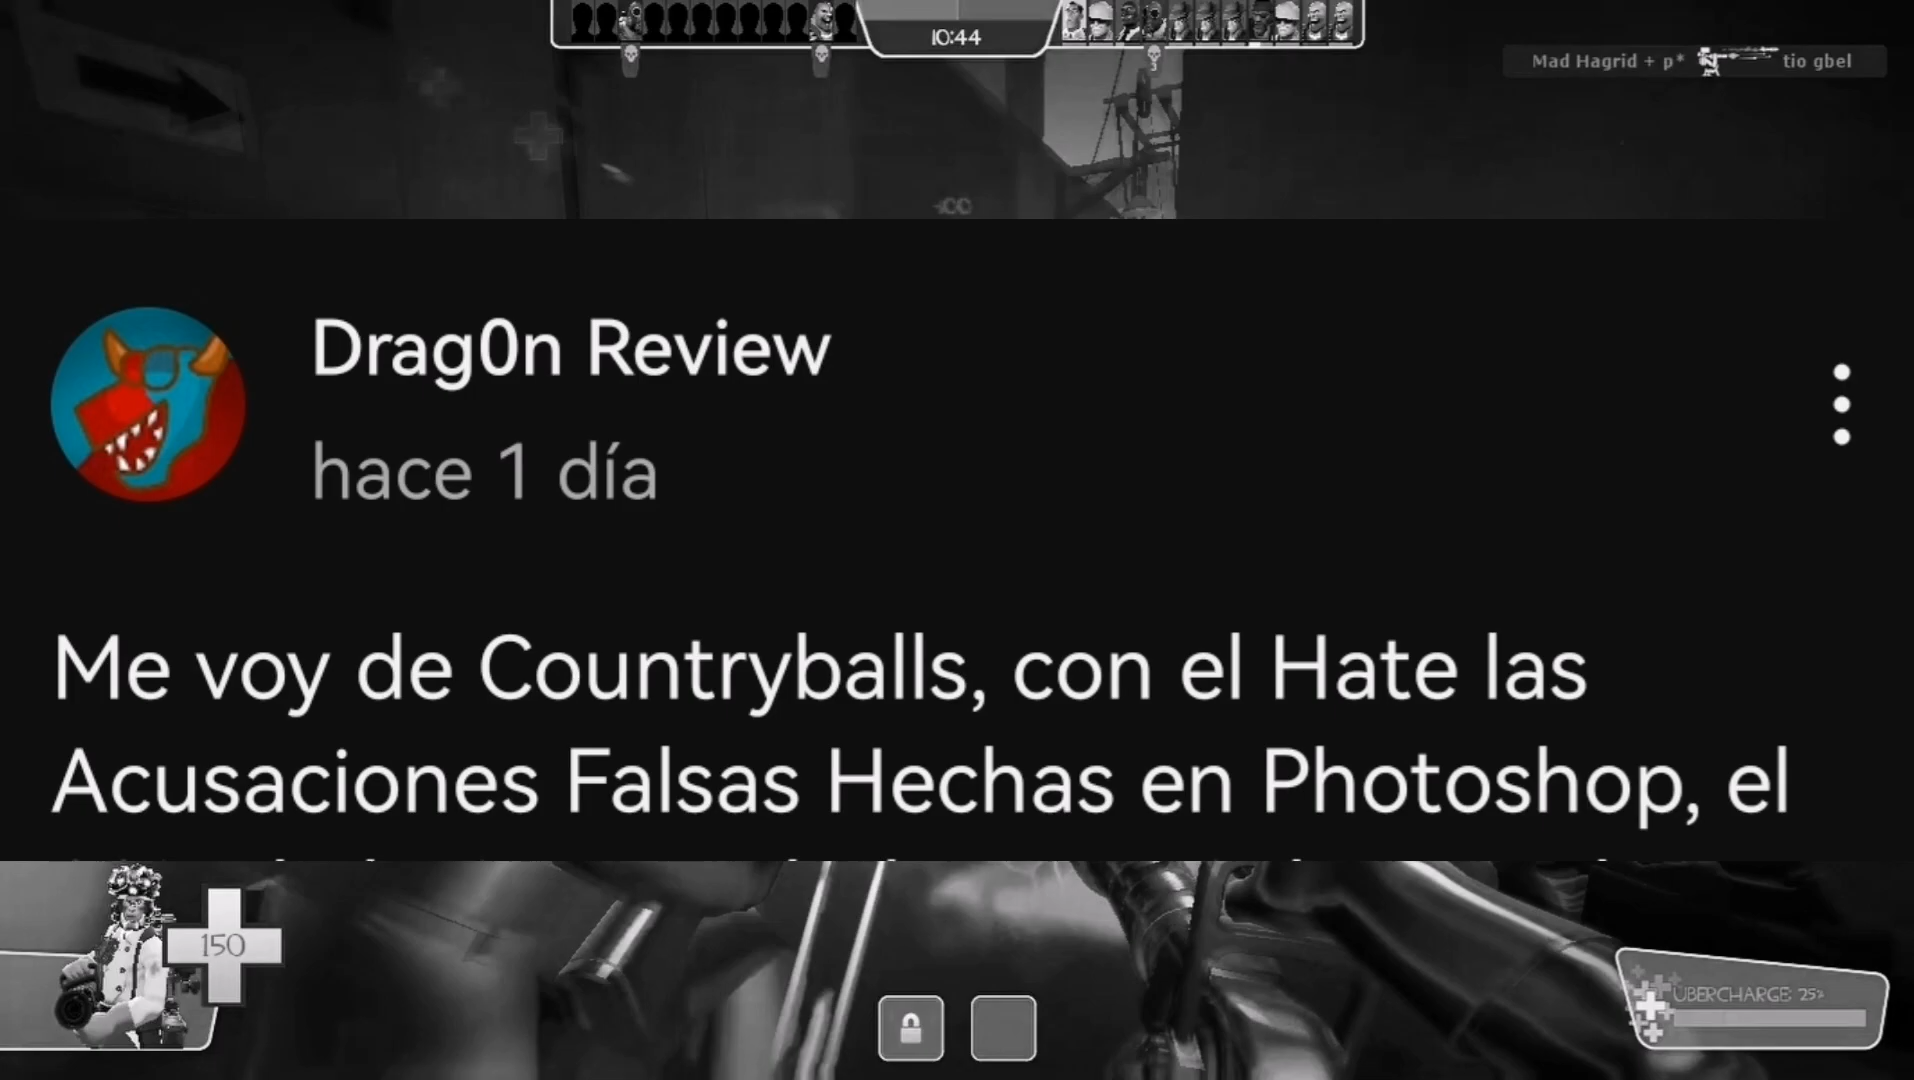 10:44
Mad Hagrid + p* tio gbel
Drag0n Review
hace 1 día
Me voy de Countryballs, con el Hate las
Acusaciones Falsas Hechas en Photoshop, el
150
ÜBERCHARGE: 25%